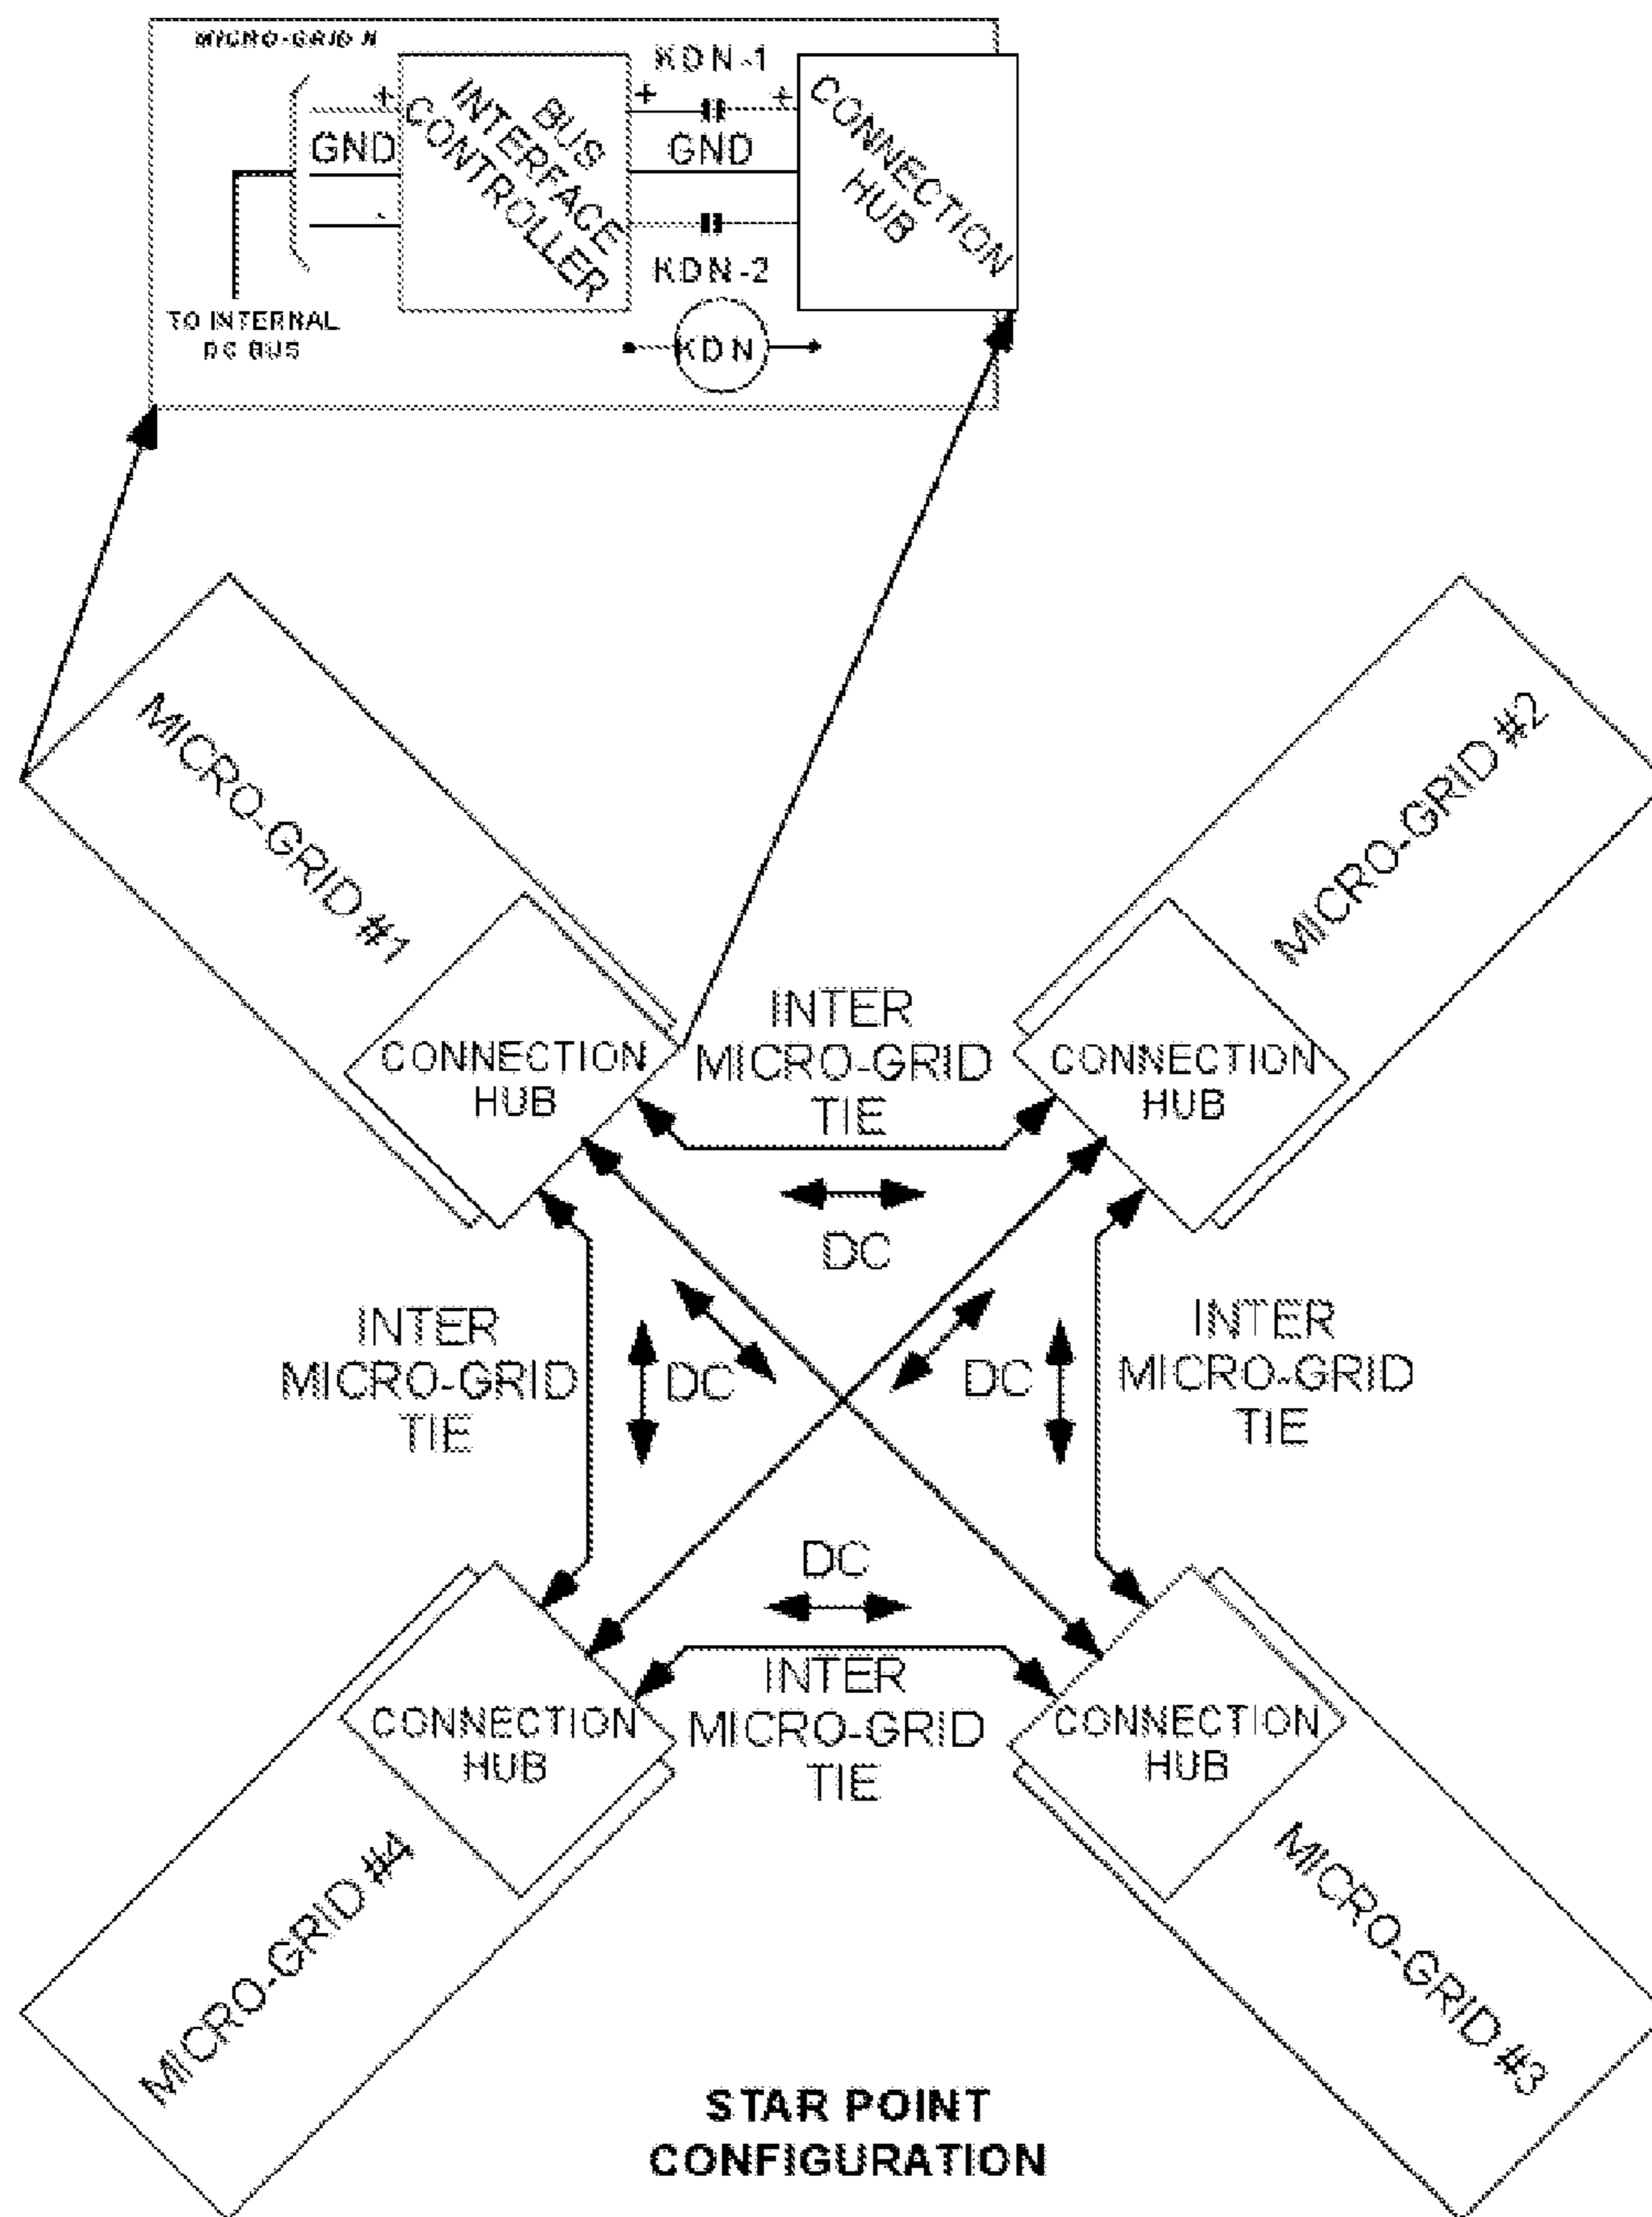 MICRO-GRID N
KDN-1
+
+
+
BUS
INTERFACE
CONTROLLER
CONNECTION
HUB
GND
GND
-
KDN-2
TO INTERNAL
DC BUS
KDN
MICRO-GRID #1
MICRO-GRID #2
CONNECTION
HUB
INTER
MICRO-GRID
TIE
CONNECTION
HUB
DC
INTER
MICRO-GRID
TIE
DC
DC
INTER
MICRO-GRID
TIE
DC
CONNECTION
HUB
INTER
MICRO-GRID
TIE
CONNECTION
HUB
MICRO-GRID #4
MICRO-GRID #3
STAR POINT
CONFIGURATION